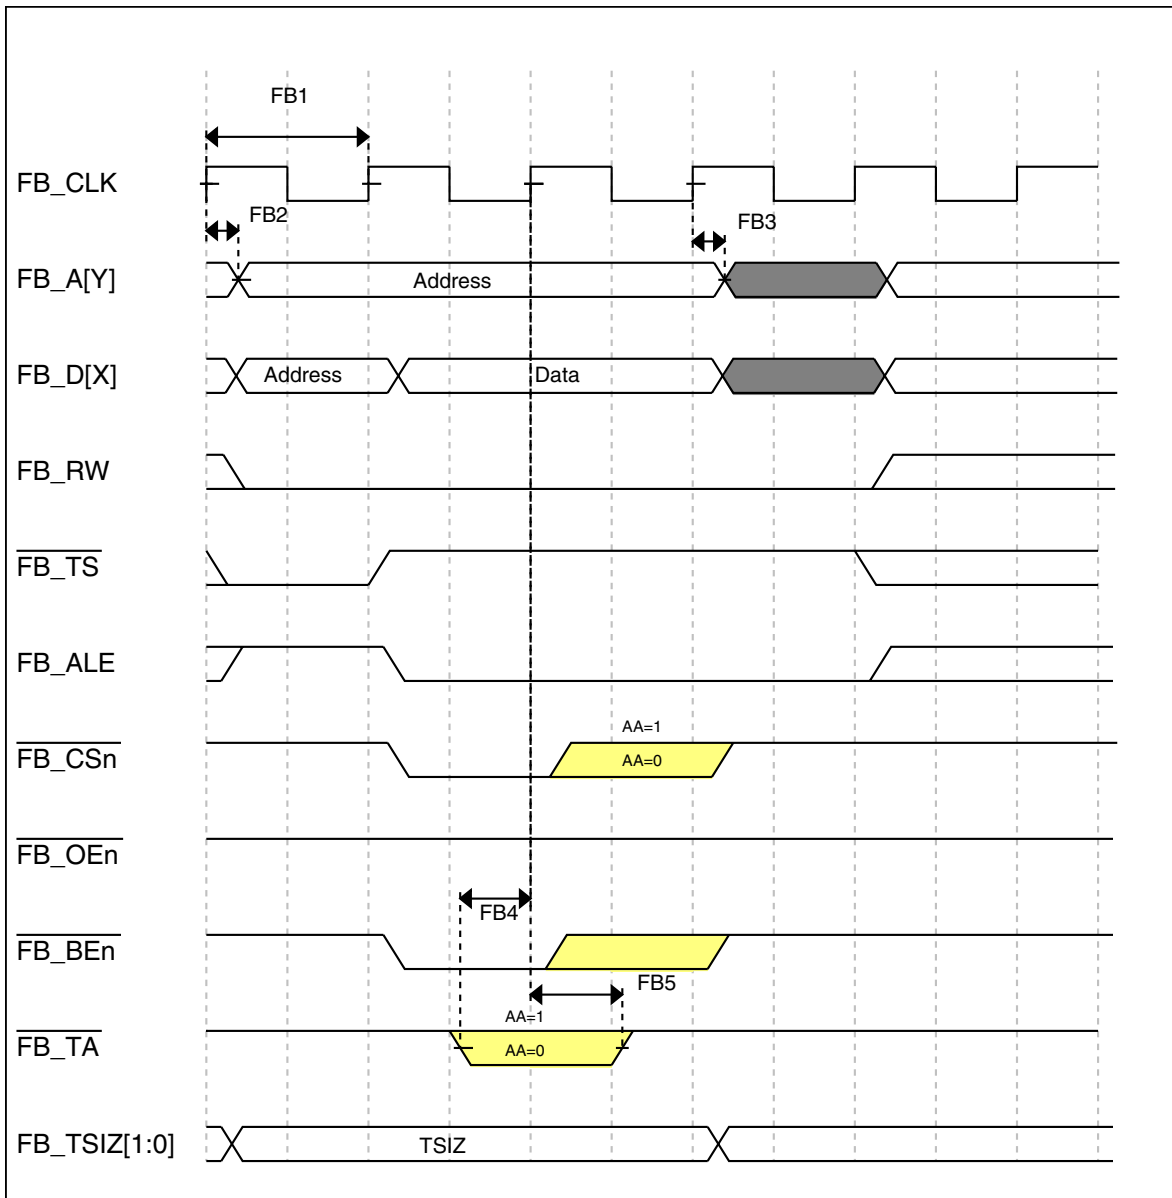 FB1
FB_CLK
FB2
FB3
FB_A[Y]
Address
FB_D[X]
Address
Data
FB_RW
FB_TS
FB_ALE
AA=1
FB_CSn
AA=0
FB_OEn
FB4
FB_BEn
FB5
AA=1
FB_TA
AA=0
FB_TSIZ[1:0]
TSIZ